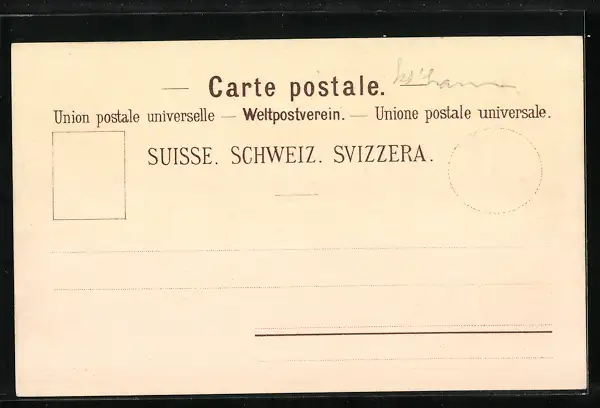 — Carte postale.
Union postale universelle — Weltpostverein. — Unione postale universale.
SUISSE. SCHWEIZ. SVIZZERA.